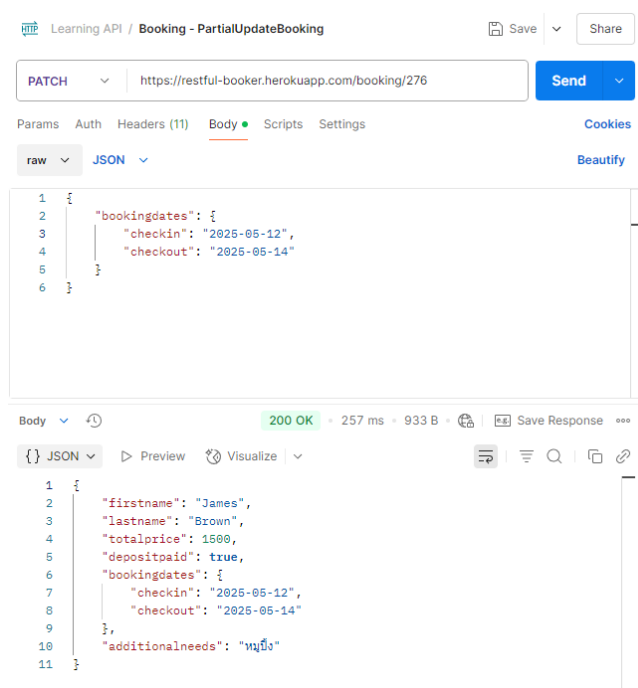 HTTP Learning API / Booking - PartialUpdateBooking Save Share
PATCH https://restful-booker.herokuapp.com/booking/276 Send
Params Auth Headers (11) Body Scripts Settings Cookies
raw JSON Beautify
1 {
2 "bookingdates": {
3 "checkin": "2025-05-12",
4 "checkout": "2025-05-14"
5 }
6 }
Body 200 OK 257 ms 933 B e.g. Save Response
{} JSON Preview Visualize
1 {
2 "firstname": "James",
3 "lastname": "Brown",
4 "totalprice": 1500,
5 "depositpaid": true,
6 "bookingdates": {
7 "checkin": "2025-05-12",
8 "checkout": "2025-05-14"
9 },
10 "additionalneeds": "หมูปิ้ง"
11 }